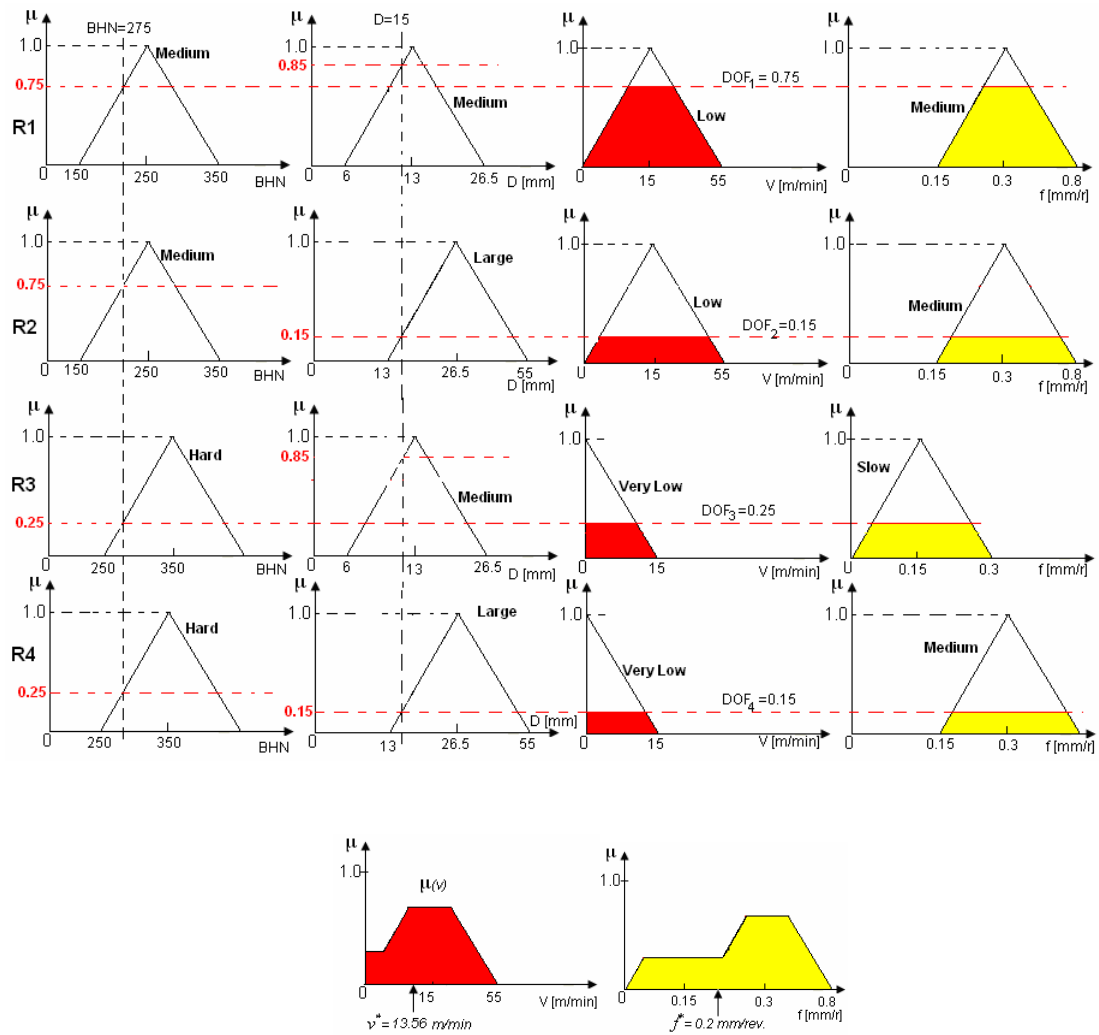 μ BHN=275 μ D=15 μ μ
1.0 Medium 1.0 1.0 1.0
0.85
0.75 DOF1 = 0.75
R1 Medium Low Medium
0 150 250 350 BHN 0 6 13 26.5 D [mm] 0 15 55 V [m/min] 0 0.15 0.3 0.8 f [mm/r]
μ μ μ μ
1.0 Medium 1.0 Large 1.0 1.0
0.75 Low Medium
R2 0.15 DOF2 =0.15
0 150 250 350 BHN 0 13 26.5 55 D [mm] 0 15 55 V [m/min] 0 0.15 0.3 0.8 f [mm/r]
μ μ μ μ
1.0 Hard 1.0 1.0 1.0
0.85 Slow
R3 Medium Very Low
0.25 DOF3=0.25
0 250 350 BHN 0 6 13 26.5 D [mm] 0 15 V [m/min] 0 0.15 0.3 f [mm/r]
μ μ μ μ
1.0 Hard 1.0 Large 1.0 1.0 Medium
R4 Very Low
0.25 0.15 DOF4=0.15
D [mm]
0 250 350 BHN 0 13 26.5 55 0 15 V [m/min] 0 0.15 0.3 f [mm/r]
μ μ
1.0 μ(v) 1.0
0 15 55 V [m/min] 0 0.15 0.3 0.8 f [mm/r]
v*=13.56 m/min f*=0.2 mm/rev.